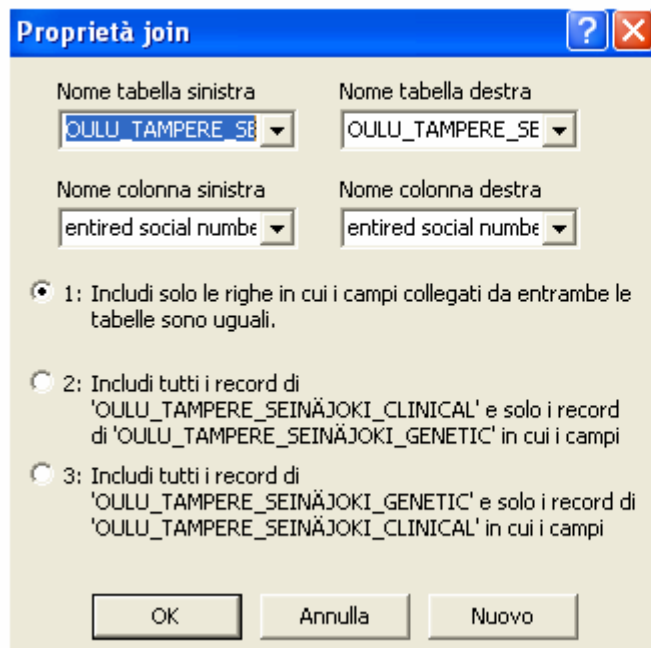 Proprietà join
Nome tabella sinistra
Nome tabella destra
OULU_TAMPERE_SE
OULU_TAMPERE_SE
Nome colonna sinistra
Nome colonna destra
entired social numbe
entired social numbe
1: Includi solo le righe in cui i campi collegati da entrambe le
tabelle sono uguali.
2: Includi tutti i record di
'OULU_TAMPERE_SEINÄJOKI_CLINICAL' e solo i record
di 'OULU_TAMPERE_SEINÄJOKI_GENETIC' in cui i campi
3: Includi tutti i record di
'OULU_TAMPERE_SEINÄJOKI_GENETIC' e solo i record di
'OULU_TAMPERE_SEINÄJOKI_CLINICAL' in cui i campi
OK
Annulla
Nuovo